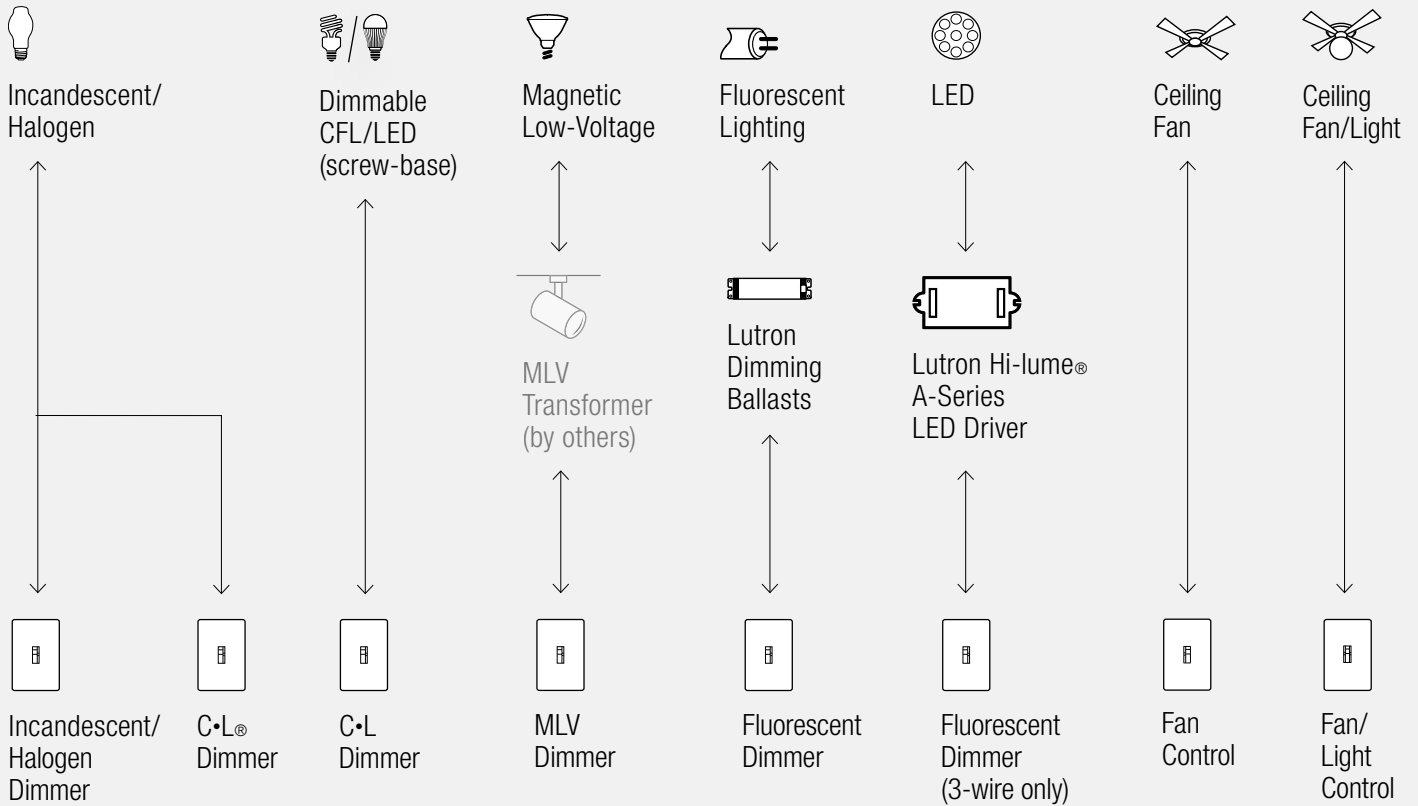 Incandescent/
Halogen
Dimmable
CFL/LED
(screw-base)
Magnetic
Low-Voltage
Fluorescent
Lighting
LED
Ceiling
Fan
Ceiling
Fan/Light
MLV
Transformer
(by others)
Lutron
Dimming
Ballasts
Lutron Hi-lume®
A-Series
LED Driver
Incandescent/
Halogen
Dimmer
C•L®
Dimmer
C•L
Dimmer
MLV
Dimmer
Fluorescent
Dimmer
Fluorescent
Dimmer
(3-wire only)
Fan
Control
Fan/
Light
Control